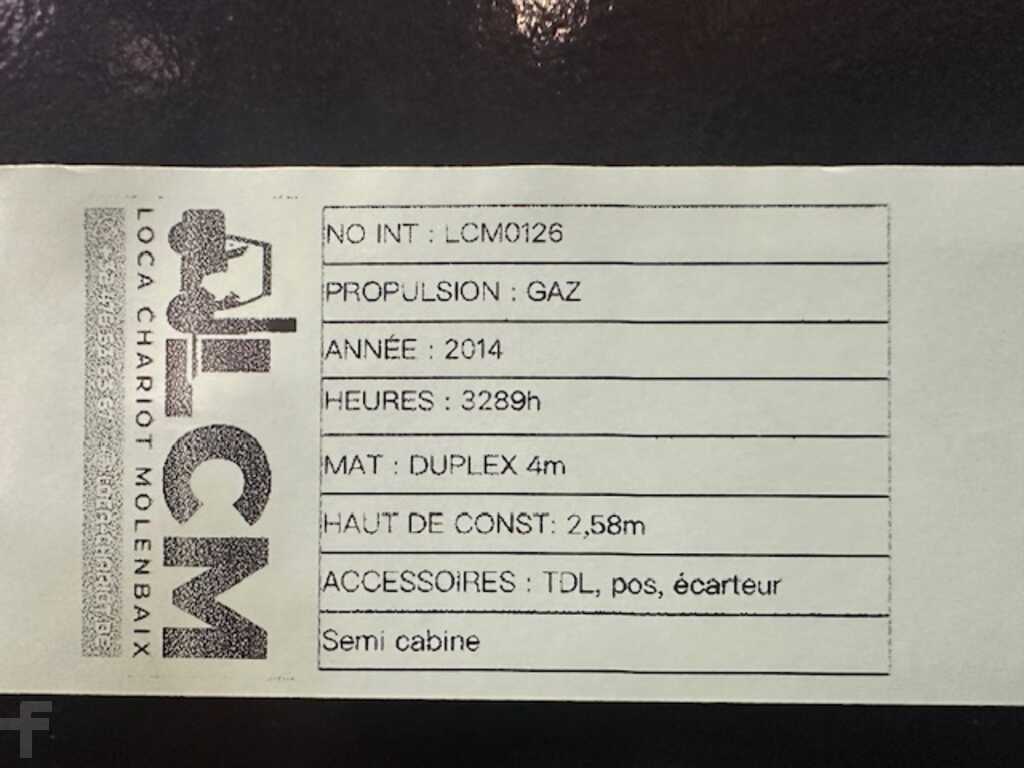 NO INT : LCM0126
PROPULSION : GAZ
ANNÉE : 2014
HEURES : 3289h
MAT : DUPLEX 4m
HAUT DE CONST: 2,58m
ACCESSOIRES : TDL, pos, écarteur
Semi cabine
LCM
LOCA CHARIOT MOLENBAIX